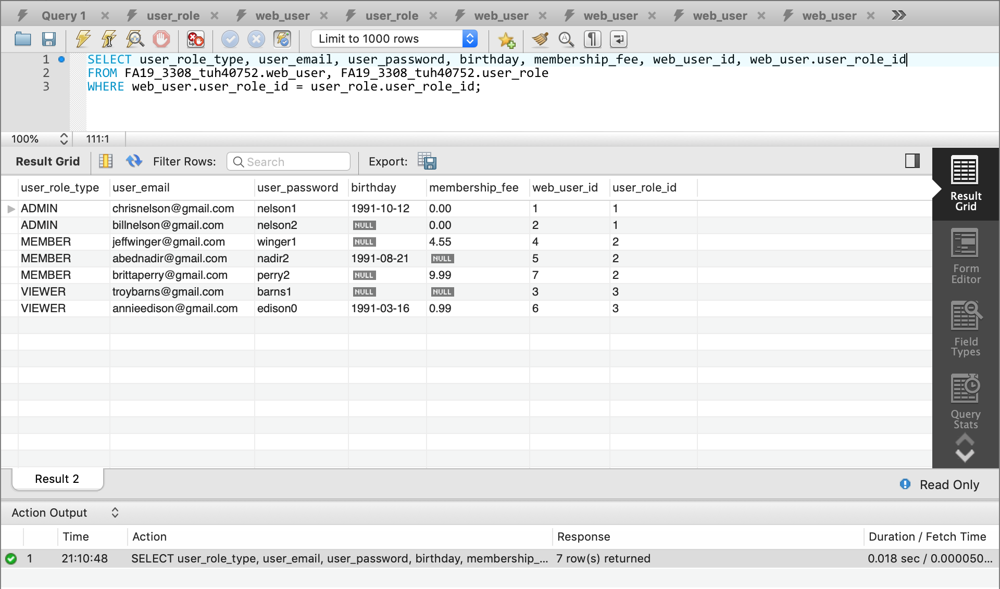 Query 1 user_role web_user user_role web_user web_user web_user web_user
Limit to 1000 rows
1 SELECT user_role_type, user_email, user_password, birthday, membership_fee, web_user_id, web_user.user_role_id
2 FROM FA19_3308_tuh40752.web_user, FA19_3308_tuh40752.user_role
3 WHERE web_user.user_role_id = user_role.user_role_id;
100% 111:1
Result Grid Filter Rows: Search Export:
user_role_type user_email user_password birthday membership_fee web_user_id user_role_id
ADMIN chrisnelson@gmail.com nelson1 1991-10-12 0.00 1 1
ADMIN billnelson@gmail.com nelson2 NULL 0.00 2 1
MEMBER jeffwinger@gmail.com winger1 NULL 4.55 4 2
MEMBER abednadir@gmail.com nadir2 1991-08-21 NULL 5 2
MEMBER brittaperry@gmail.com perry2 NULL 9.99 7 2
VIEWER troybarns@gmail.com barns1 NULL NULL 3 3
VIEWER annieedison@gmail.com edison0 1991-03-16 0.99 6 3
Result
Grid
Form
Editor
Field
Types
Query
Stats
Result 2
Read Only
Action Output
Time Action Response Duration / Fetch Time
1 21:10:48 SELECT user_role_type, user_email, user_password, birthday, membership_... 7 row(s) returned 0.018 sec / 0.000050...